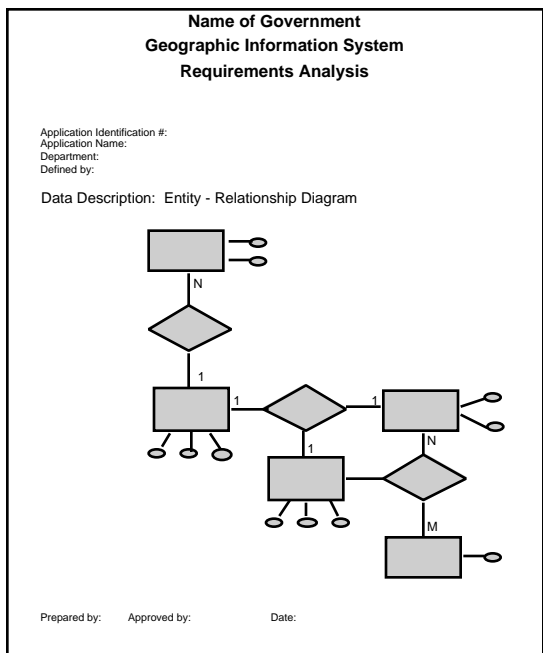 Name of Government
Geographic Information System
Requirements Analysis
Application Identification #:
Application Name:
Department:
Defined by:
Data Description: Entity - Relationship Diagram
N
1
1
1
1
N
M
Prepared by: Approved by: Date: